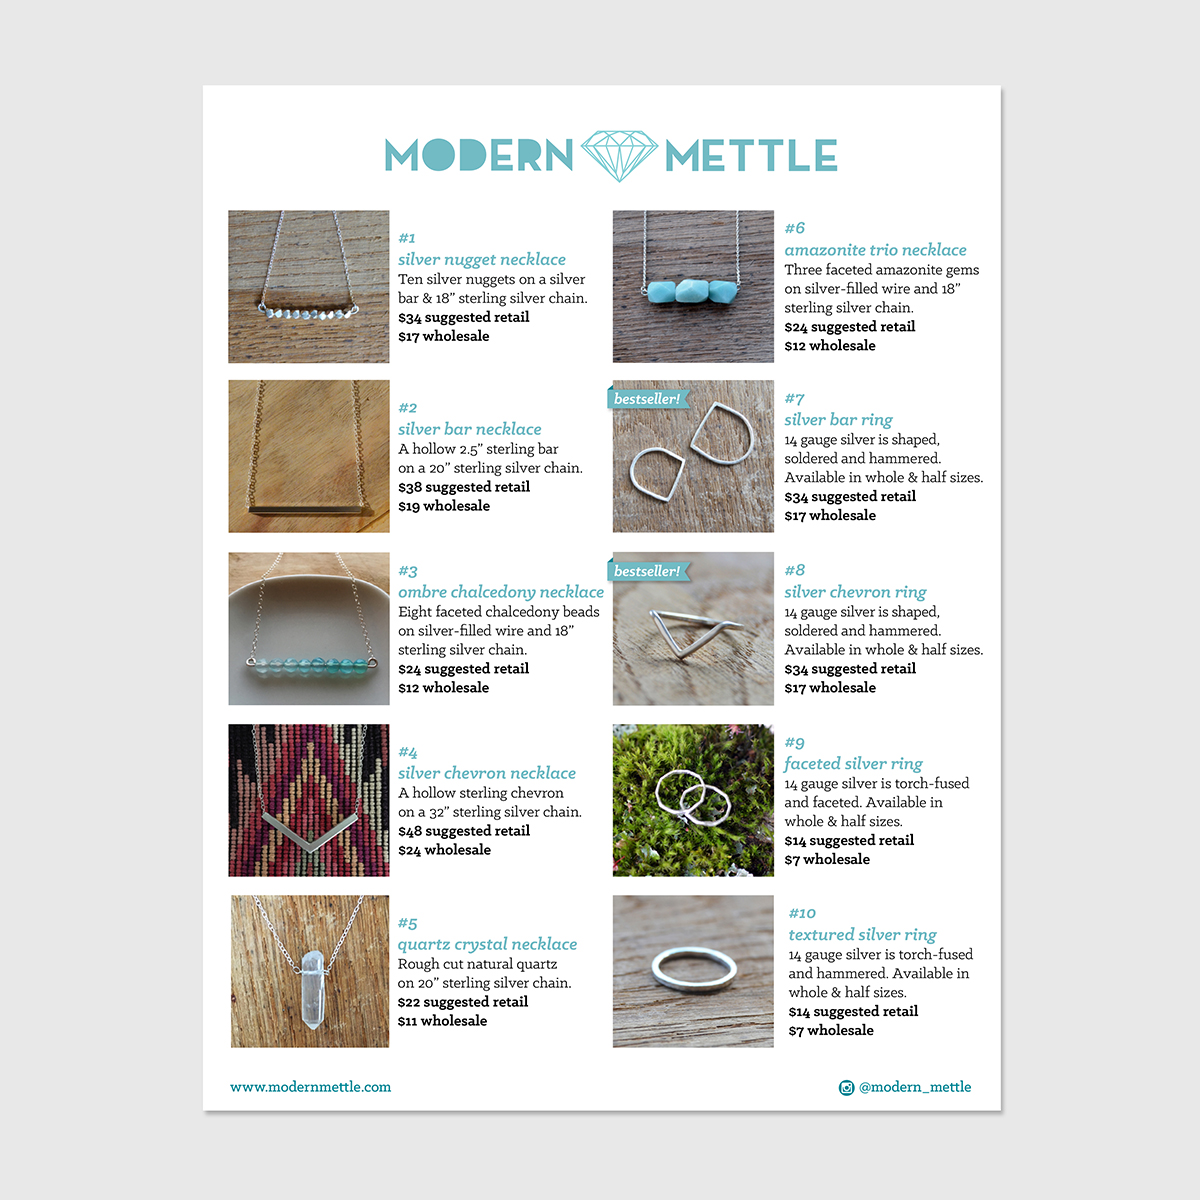 MODERN METTLE
#1
silver nugget necklace
Ten silver nuggets on a silver
bar & 18” sterling silver chain.
$34 suggested retail
$17 wholesale
#2
silver bar necklace
A hollow 2.5” sterling bar
on a 20” sterling silver chain.
$38 suggested retail
$19 wholesale
#3
ombre chalcedony necklace
Eight faceted chalcedony beads
on silver-filled wire and 18”
sterling silver chain.
$24 suggested retail
$12 wholesale
#4
silver chevron necklace
A hollow sterling chevron
on a 32” sterling silver chain.
$48 suggested retail
$24 wholesale
#5
quartz crystal necklace
Rough cut natural quartz
on 20” sterling silver chain.
$22 suggested retail
$11 wholesale
#6
amazonite trio necklace
Three faceted amazonite gems
on silver-filled wire and 18”
sterling silver chain.
$24 suggested retail
$12 wholesale
bestseller!
#7
silver bar ring
14 gauge silver is shaped,
soldered and hammered.
Available in whole & half sizes.
$34 suggested retail
$17 wholesale
bestseller!
#8
silver chevron ring
14 gauge silver is shaped,
soldered and hammered.
Available in whole & half sizes.
$34 suggested retail
$17 wholesale
#9
faceted silver ring
14 gauge silver is torch-fused
and faceted. Available in
whole & half sizes.
$14 suggested retail
$7 wholesale
#10
textured silver ring
14 gauge silver is torch-fused
and hammered. Available in
whole & half sizes.
$14 suggested retail
$7 wholesale
www.modernmettle.com
@modern_mettle